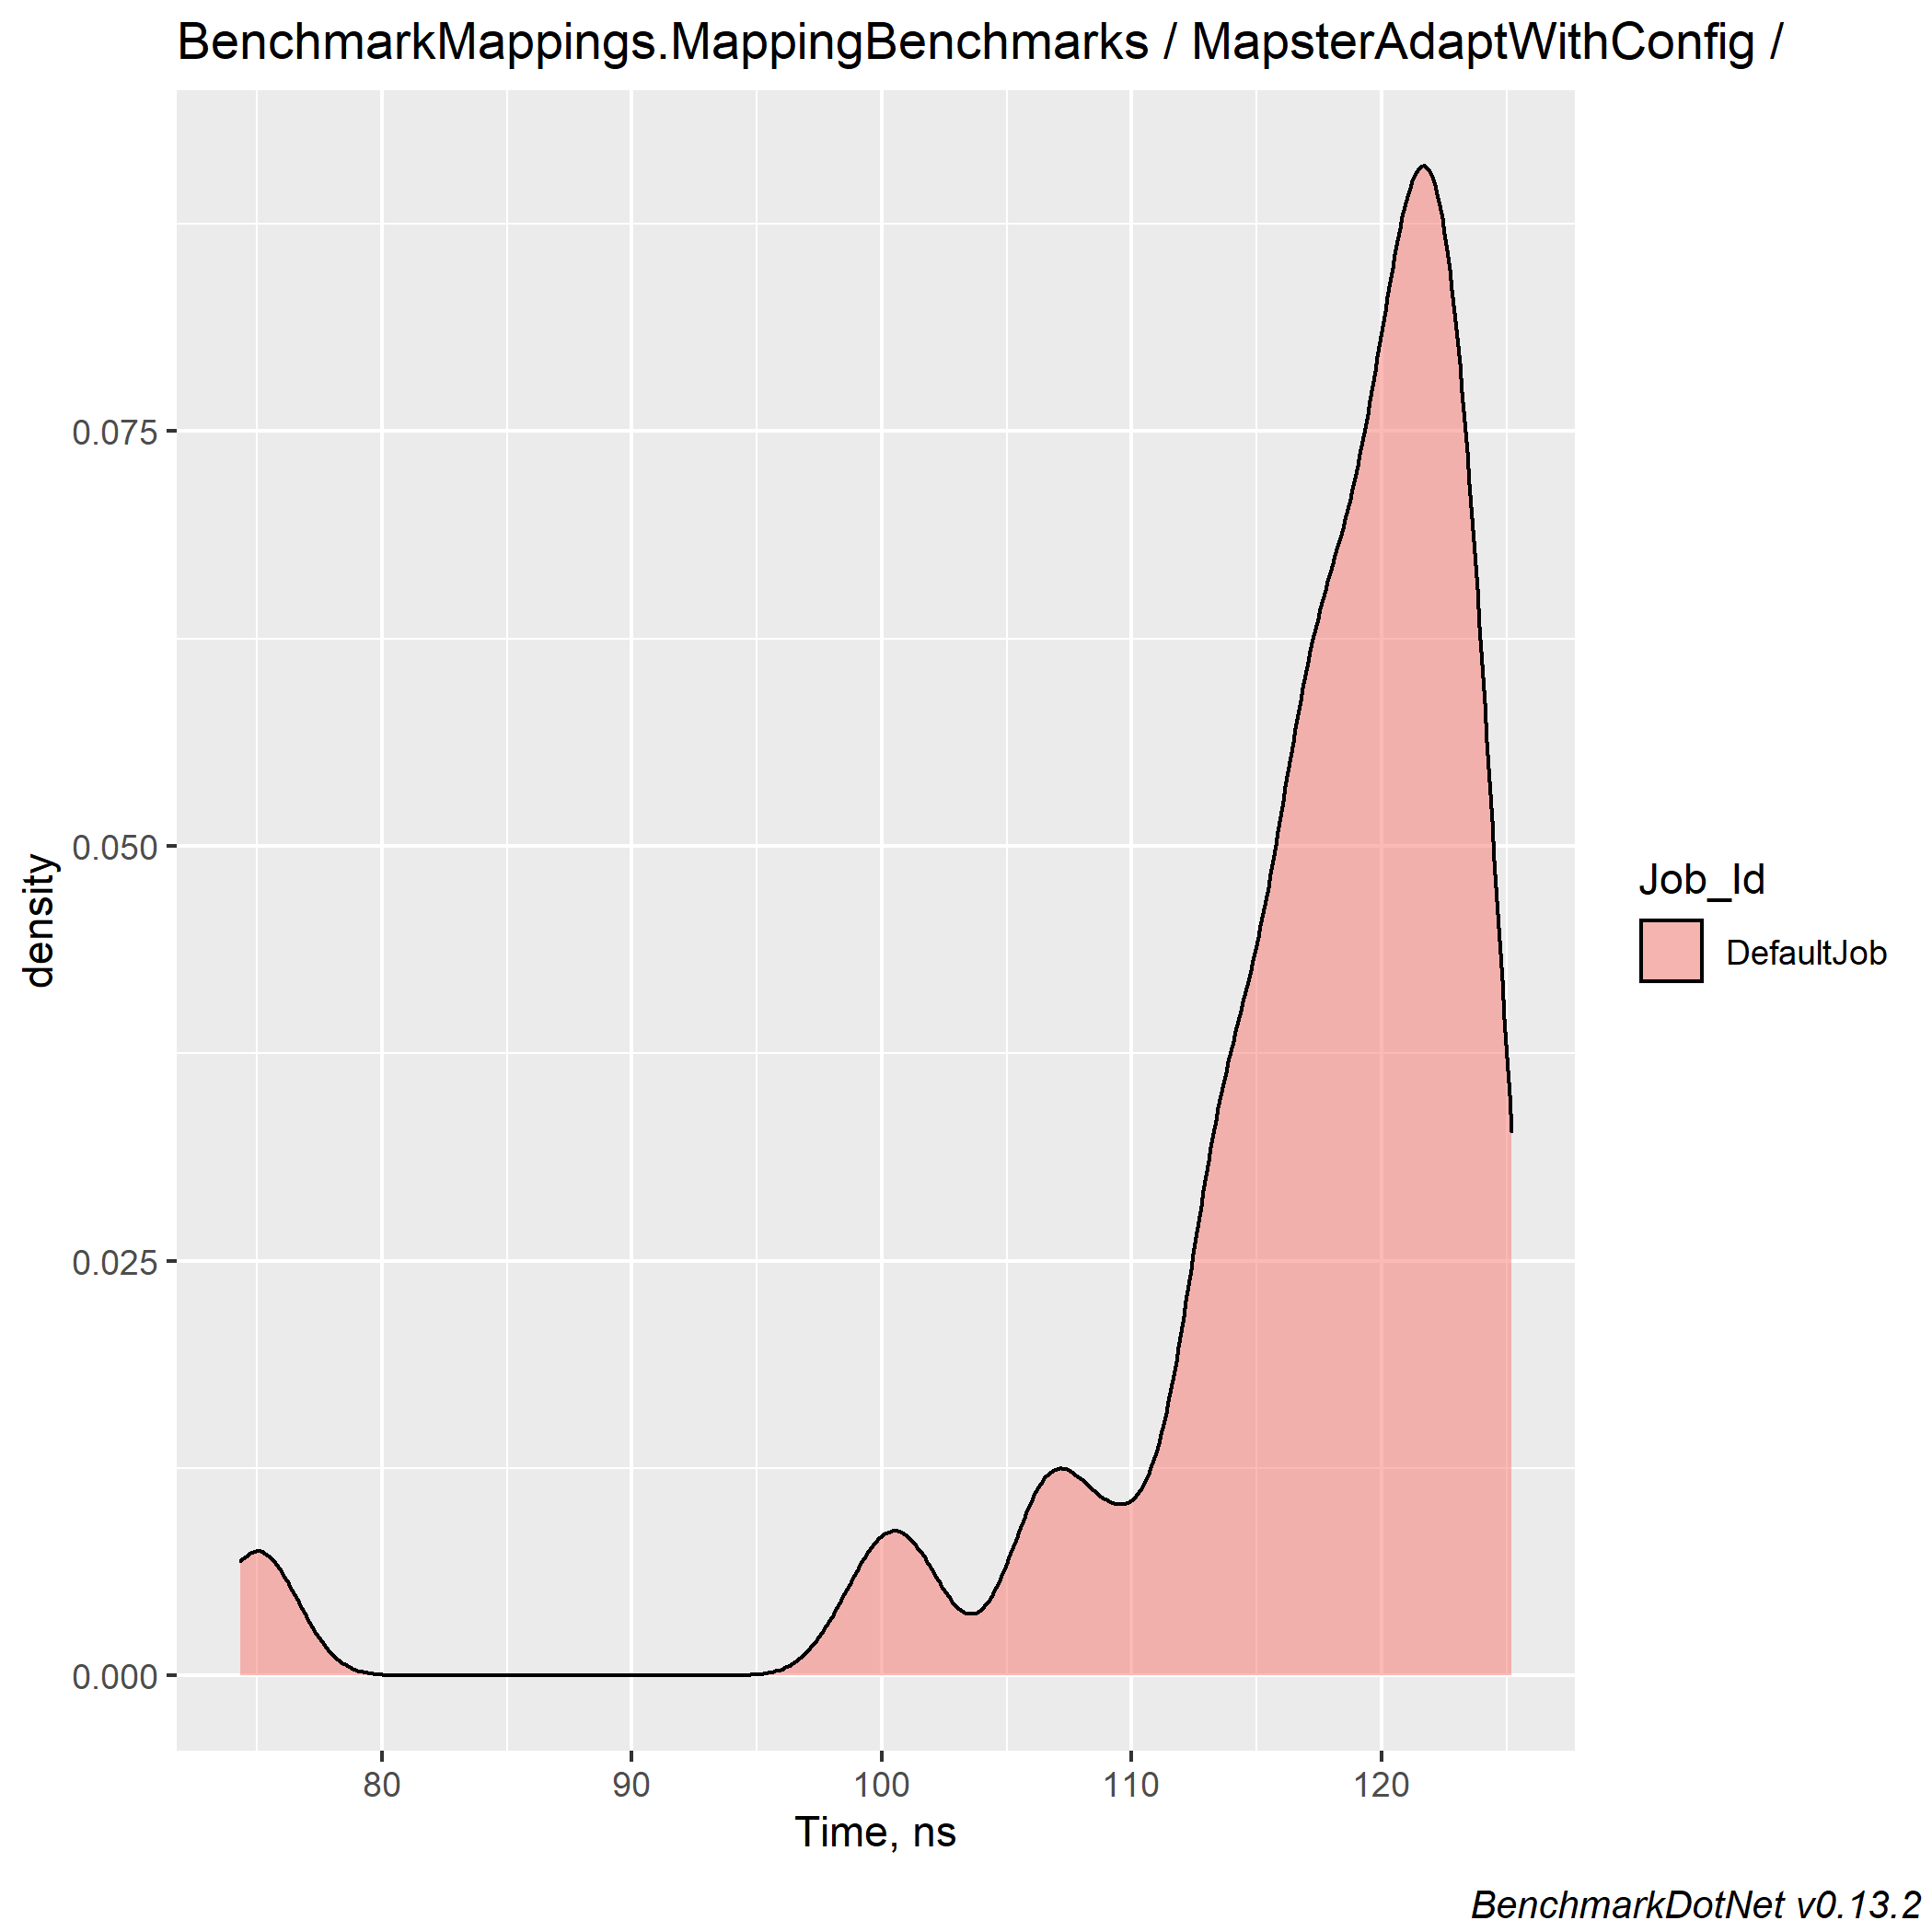 BenchmarkMappings.MappingBenchmarks / MapsterAdaptWithConfig /
0.075
0.050
0.025
0.000
density
80 90 100 110 120
Time, ns
Job_Id
DefaultJob
BenchmarkDotNet v0.13.2